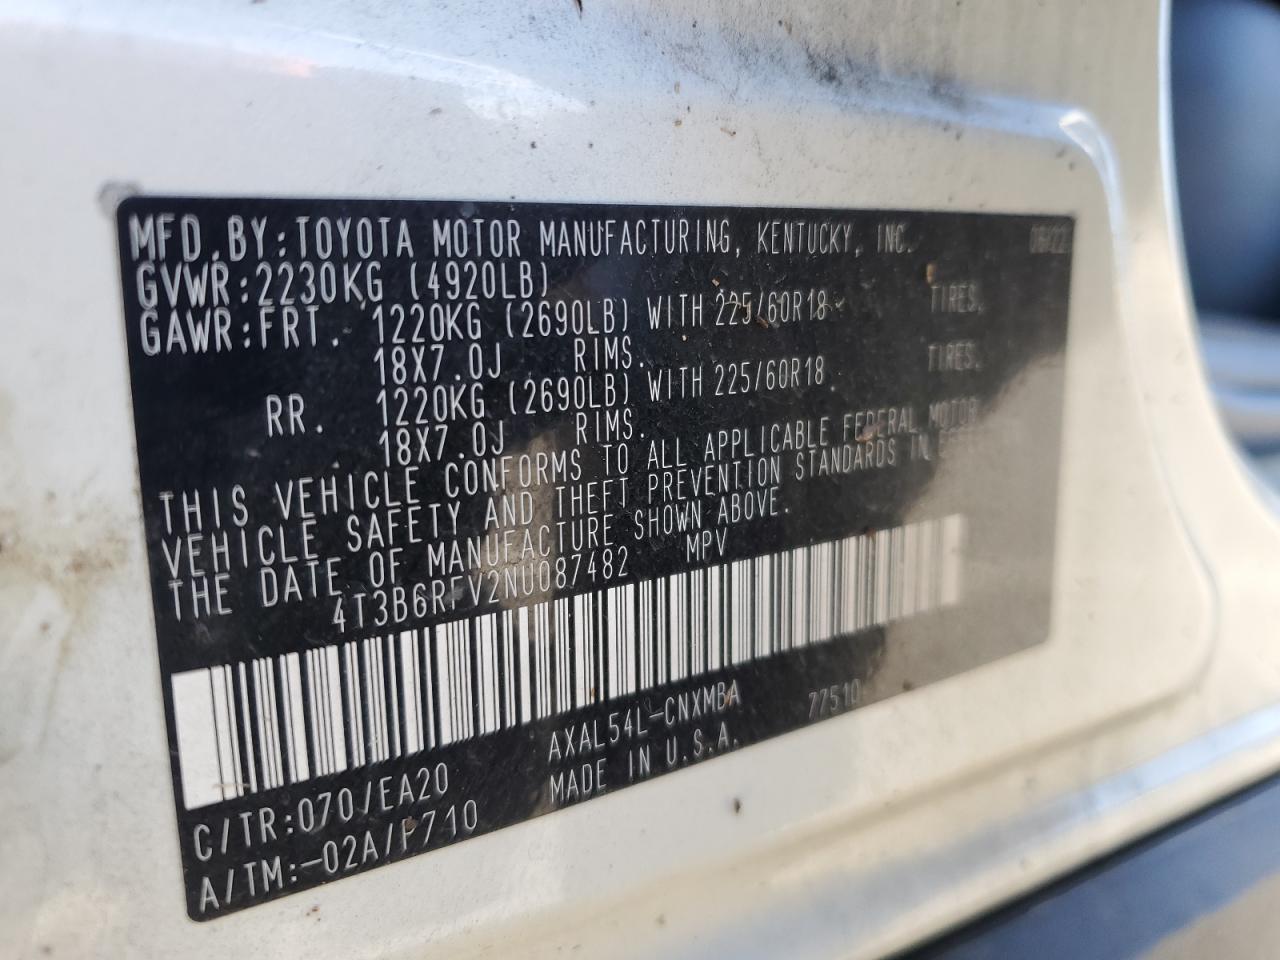 MFD.BY:TOYOTA MOTOR MANUFACTURING, KENTUCKY, INC. 06/22
GVWR:2230KG (4920LB)
GAWR:FRT. 1220KG (2690LB) WITH 225/60R18 TIRES.
18X7.0J RIMS.
RR. 1220KG (2690LB) WITH 225/60R18 TIRES.
18X7.0J RIMS.
THIS VEHICLE CONFORMS TO ALL APPLICABLE FEDERAL MOTOR
VEHICLE SAFETY AND THEFT PREVENTION STANDARDS IN
THE DATE OF MANUFACTURE SHOWN ABOVE.
4T3B6RFV2NU087482 MPV
AXAL54L-CNXMBA 77510
C/TR:070/EA20 MADE IN U.S.A.
A/TM:-02A/P710